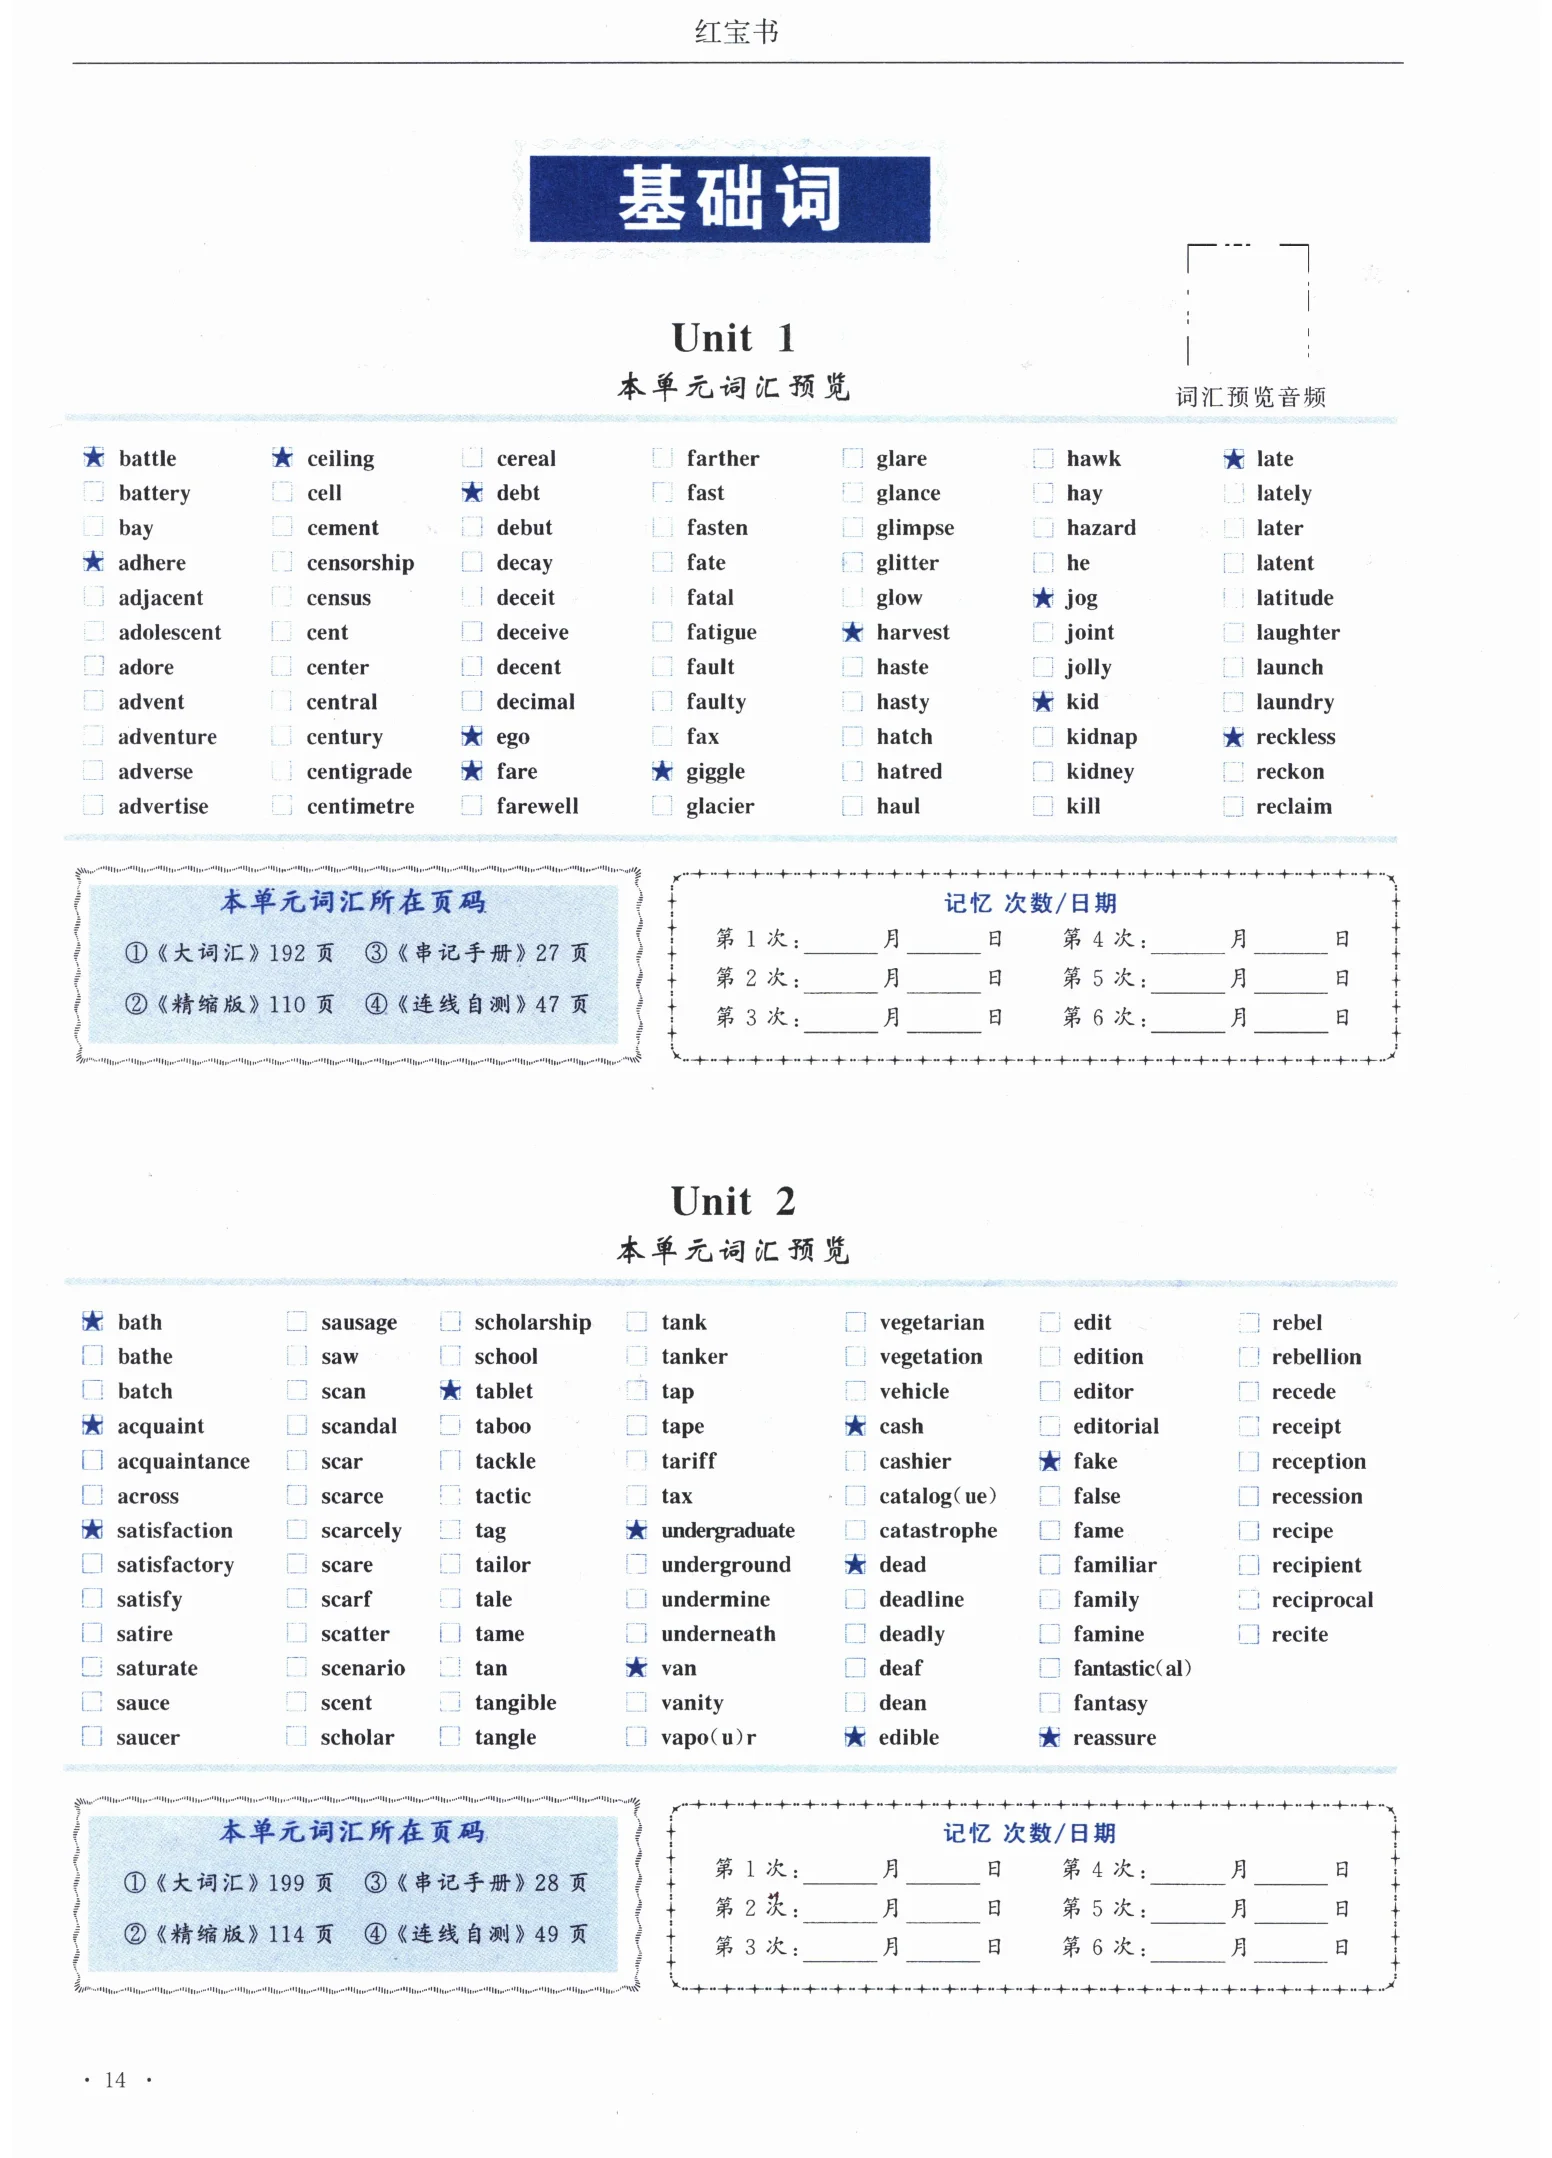 红宝书
基础词
Unit 1
本单元词汇预览
词汇预览音频
★ battle ★ ceiling □ cereal □ farther □ glare □ hawk ★ late
□ battery □ cell ★ debt □ fast □ glance □ hay □ lately
□ bay □ cement □ debut □ fasten □ glimpse □ hazard □ later
★ adhere □ censorship □ decay □ fate □ glitter □ he □ latent
□ adjacent □ census □ deceit □ fatal □ glow ★ jog □ latitude
□ adolescent □ cent □ deceive □ fatigue ★ harvest □ joint □ laughter
□ adore □ center □ decent □ fault □ haste □ jolly □ launch
□ advent □ central □ decimal □ faulty □ hasty ★ kid □ laundry
□ adventure □ century ★ ego □ fax □ hatch □ kidnap ★ reckless
□ adverse □ centigrade ★ fare ★ giggle □ hatred □ kidney □ reckon
□ advertise □ centimetre □ farewell □ glacier □ haul □ kill □ reclaim
本单元词汇所在页码
①《大词汇》192 页 ③《串记手册》27 页
②《精缩版》110 页 ④《连线自测》47 页
记忆 次数/日期
第 1 次:______月______日 第 4 次:______月______日
第 2 次:______月______日 第 5 次:______月______日
第 3 次:______月______日 第 6 次:______月______日
Unit 2
本单元词汇预览
★ bath □ sausage □ scholarship □ tank □ vegetarian □ edit □ rebel
□ bathe □ saw □ school □ tanker □ vegetation □ edition □ rebellion
□ batch □ scan ★ tablet □ tap □ vehicle □ editor □ recede
★ acquaint □ scandal □ taboo □ tape ★ cash □ editorial □ receipt
□ acquaintance □ scar □ tackle □ tariff □ cashier ★ fake □ reception
□ across □ scarce □ tactic □ tax □ catalog(ue) □ false □ recession
★ satisfaction □ scarcely □ tag ★ undergraduate □ catastrophe □ fame □ recipe
□ satisfactory □ scare □ tailor □ underground ★ dead □ familiar □ recipient
□ satisfy □ scarf □ tale □ undermine □ deadline □ family □ reciprocal
□ satire □ scatter □ tame □ underneath □ deadly □ famine □ recite
□ saturate □ scenario □ tan ★ van □ deaf □ fantastic(al)
□ sauce □ scent □ tangible □ vanity □ dean □ fantasy
□ saucer □ scholar □ tangle □ vapo(u)r ★ edible ★ reassure
本单元词汇所在页码
①《大词汇》199 页 ③《串记手册》28 页
②《精缩版》114 页 ④《连线自测》49 页
记忆 次数/日期
第 1 次:______月______日 第 4 次:______月______日
第 2 次:______月______日 第 5 次:______月______日
第 3 次:______月______日 第 6 次:______月______日
· 14 ·